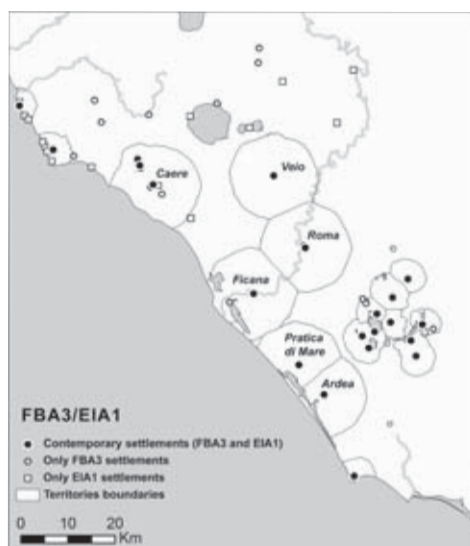 Caere
Veio
Roma
Ficana
Pratica
di Mare
Ardea
FBA3/EIA1
Contemporary settlements (FBA3 and EIA1)
Only FBA3 settlements
Only EIA1 settlements
Territories boundaries
0 10 20
Km